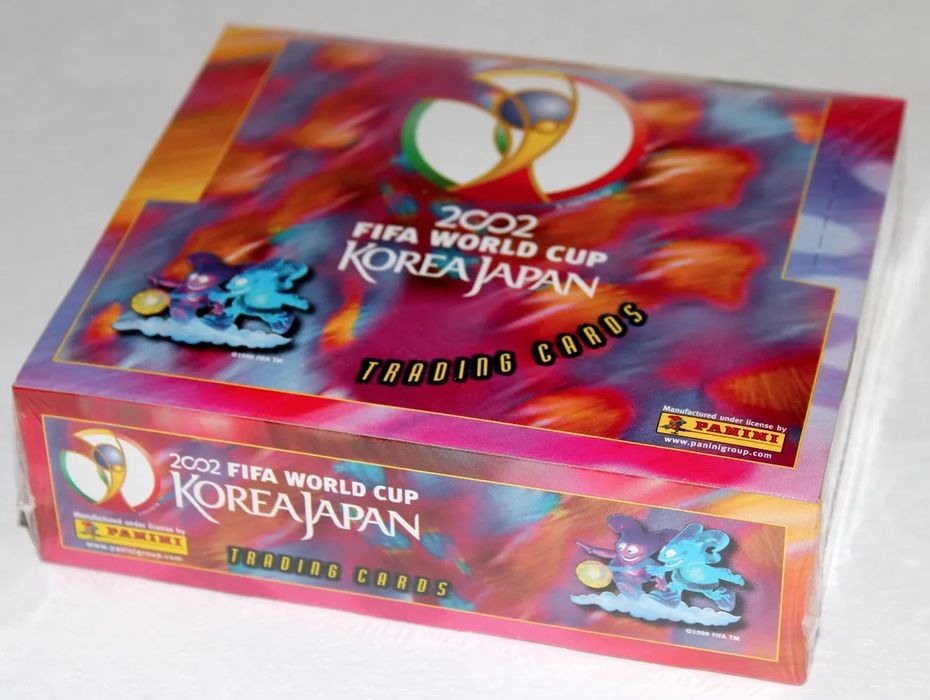 2002
FIFA WORLD CUP
KOREA JAPAN
TRADING CARDS
©1999 FIFA TM
Manufactured under license by
PANINI
www.paninigroup.com
2002 FIFA WORLD CUP
KOREA JAPAN
Manufactured under license by
PANINI
www.paninigroup.com
TRADING CARDS
©1999 FIFA TM